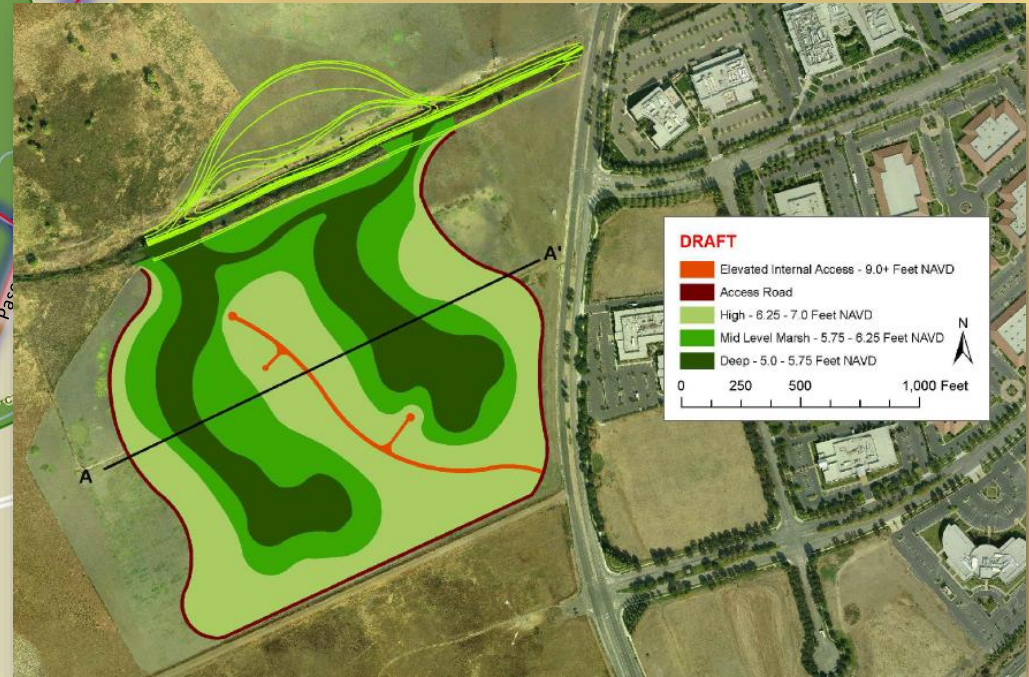 A'
A
DRAFT
Elevated Internal Access - 9.0+ Feet NAVD
Access Road
High - 6.25 - 7.0 Feet NAVD
Mid Level Marsh - 5.75 - 6.25 Feet NAVD
Deep - 5.0 - 5.75 Feet NAVD
N
0 250 500 1,000 Feet